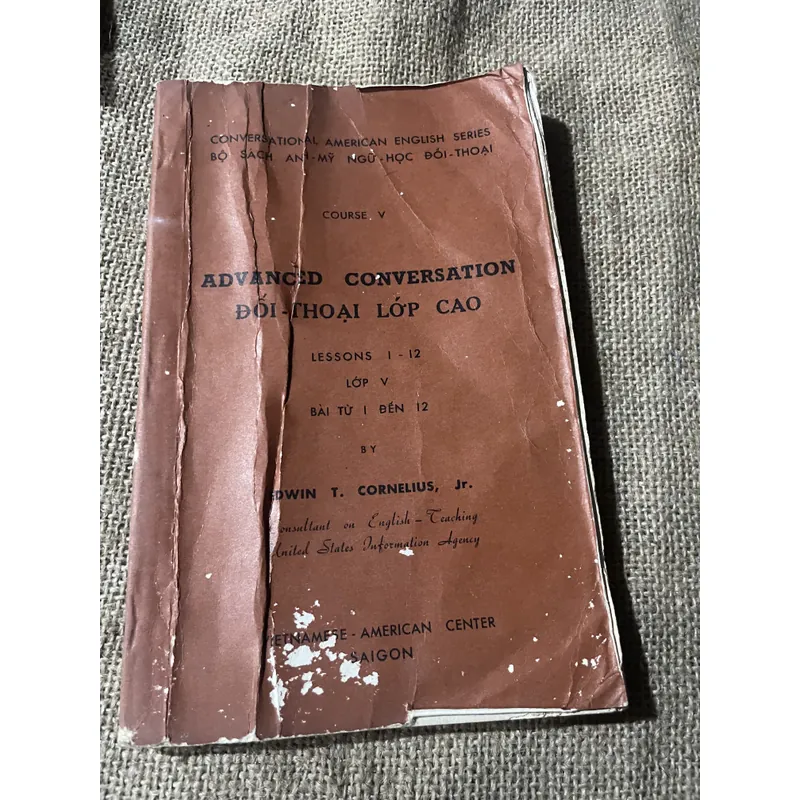 CONVERSATIONAL AMERICAN ENGLISH SERIES
BỘ SÁCH ANH-MỸ NGỮ-HỌC ĐỐI-THOẠI
COURSE V
ADVANCED CONVERSATION
ĐỐI-THOẠI LỚP CAO
LESSONS 1-12
LỚP V
BÀI TỪ 1 ĐẾN 12
BY
EDWIN T. CORNELIUS, Jr.
Consultant on English-Teaching
United States Information Agency
VIETNAMESE-AMERICAN CENTER
SAIGON